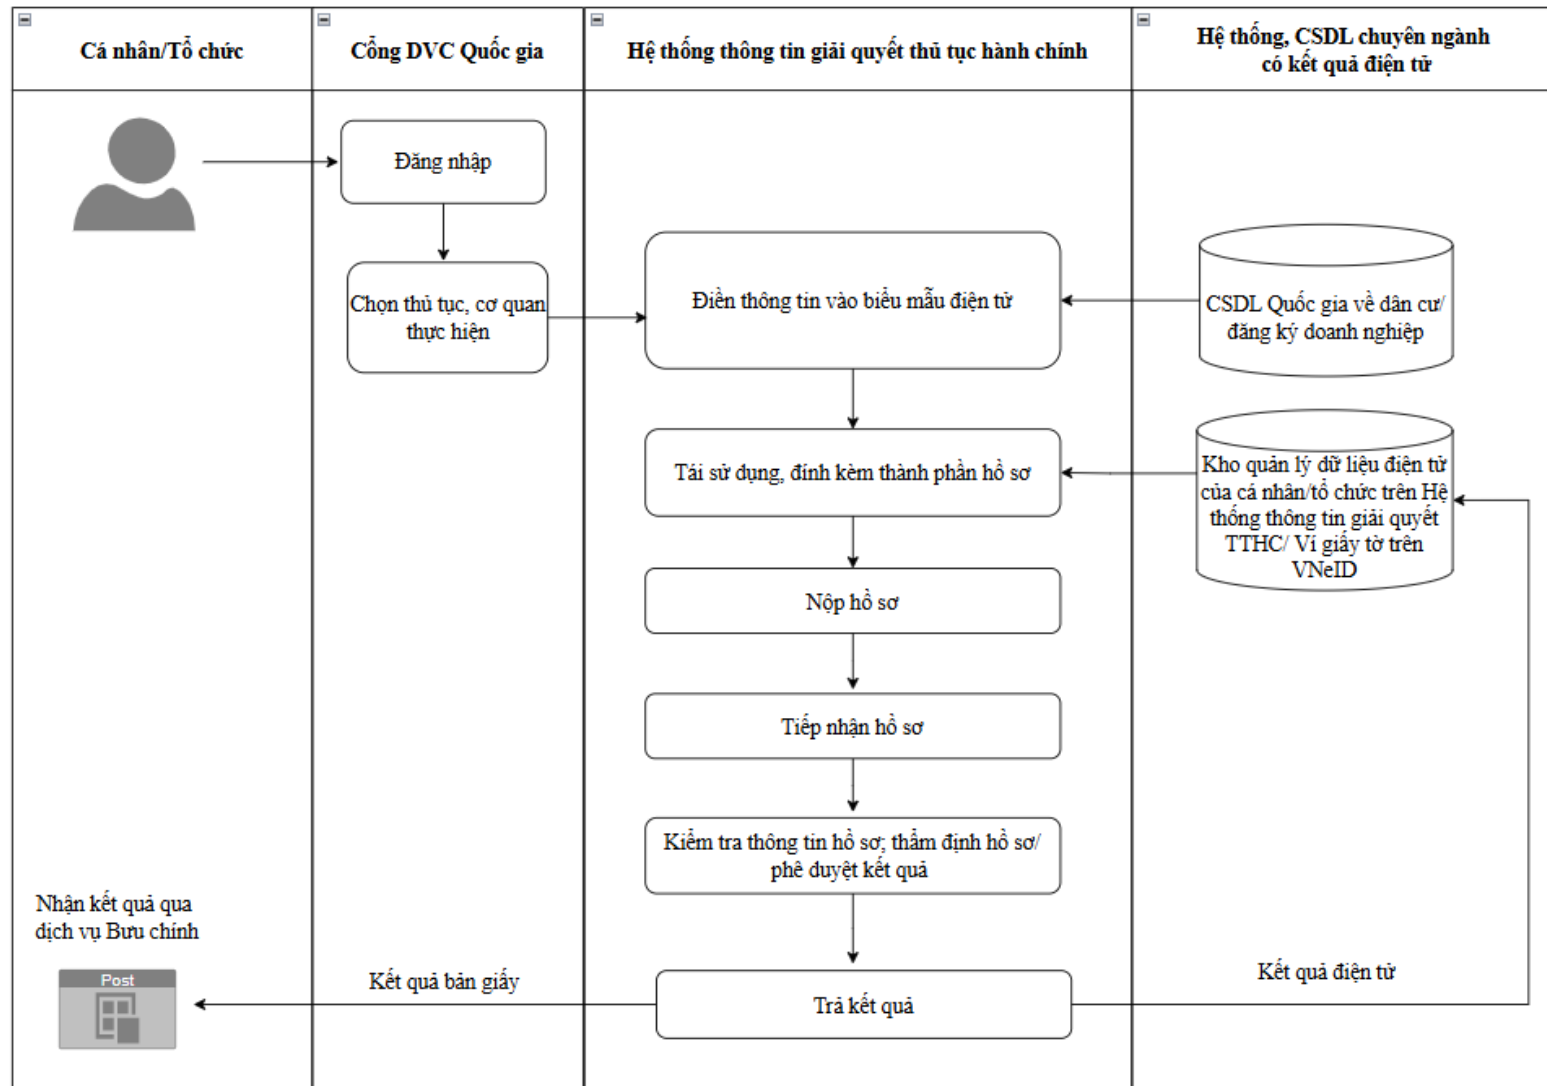 Cá nhân/Tổ chức
Cổng DVC Quốc gia
Hệ thống thông tin giải quyết thủ tục hành chính
Hệ thống, CSDL chuyên ngành
có kết quả điện tử
Đăng nhập
Chọn thủ tục, cơ quan
thực hiện
Điền thông tin vào biểu mẫu điện tử
CSDL Quốc gia về dân cư/
đăng ký doanh nghiệp
Tái sử dụng, đính kèm thành phần hồ sơ
Kho quản lý dữ liệu điện tử
của cá nhân/tổ chức trên Hệ
thống thông tin giải quyết
TTHC/ Ví giấy tờ trên
VNeID
Nộp hồ sơ
Tiếp nhận hồ sơ
Kiểm tra thông tin hồ sơ; thẩm định hồ sơ/
phê duyệt kết quả
Nhận kết quả qua
dịch vụ Bưu chính
Post
Kết quả bản giấy
Trả kết quả
Kết quả điện tử